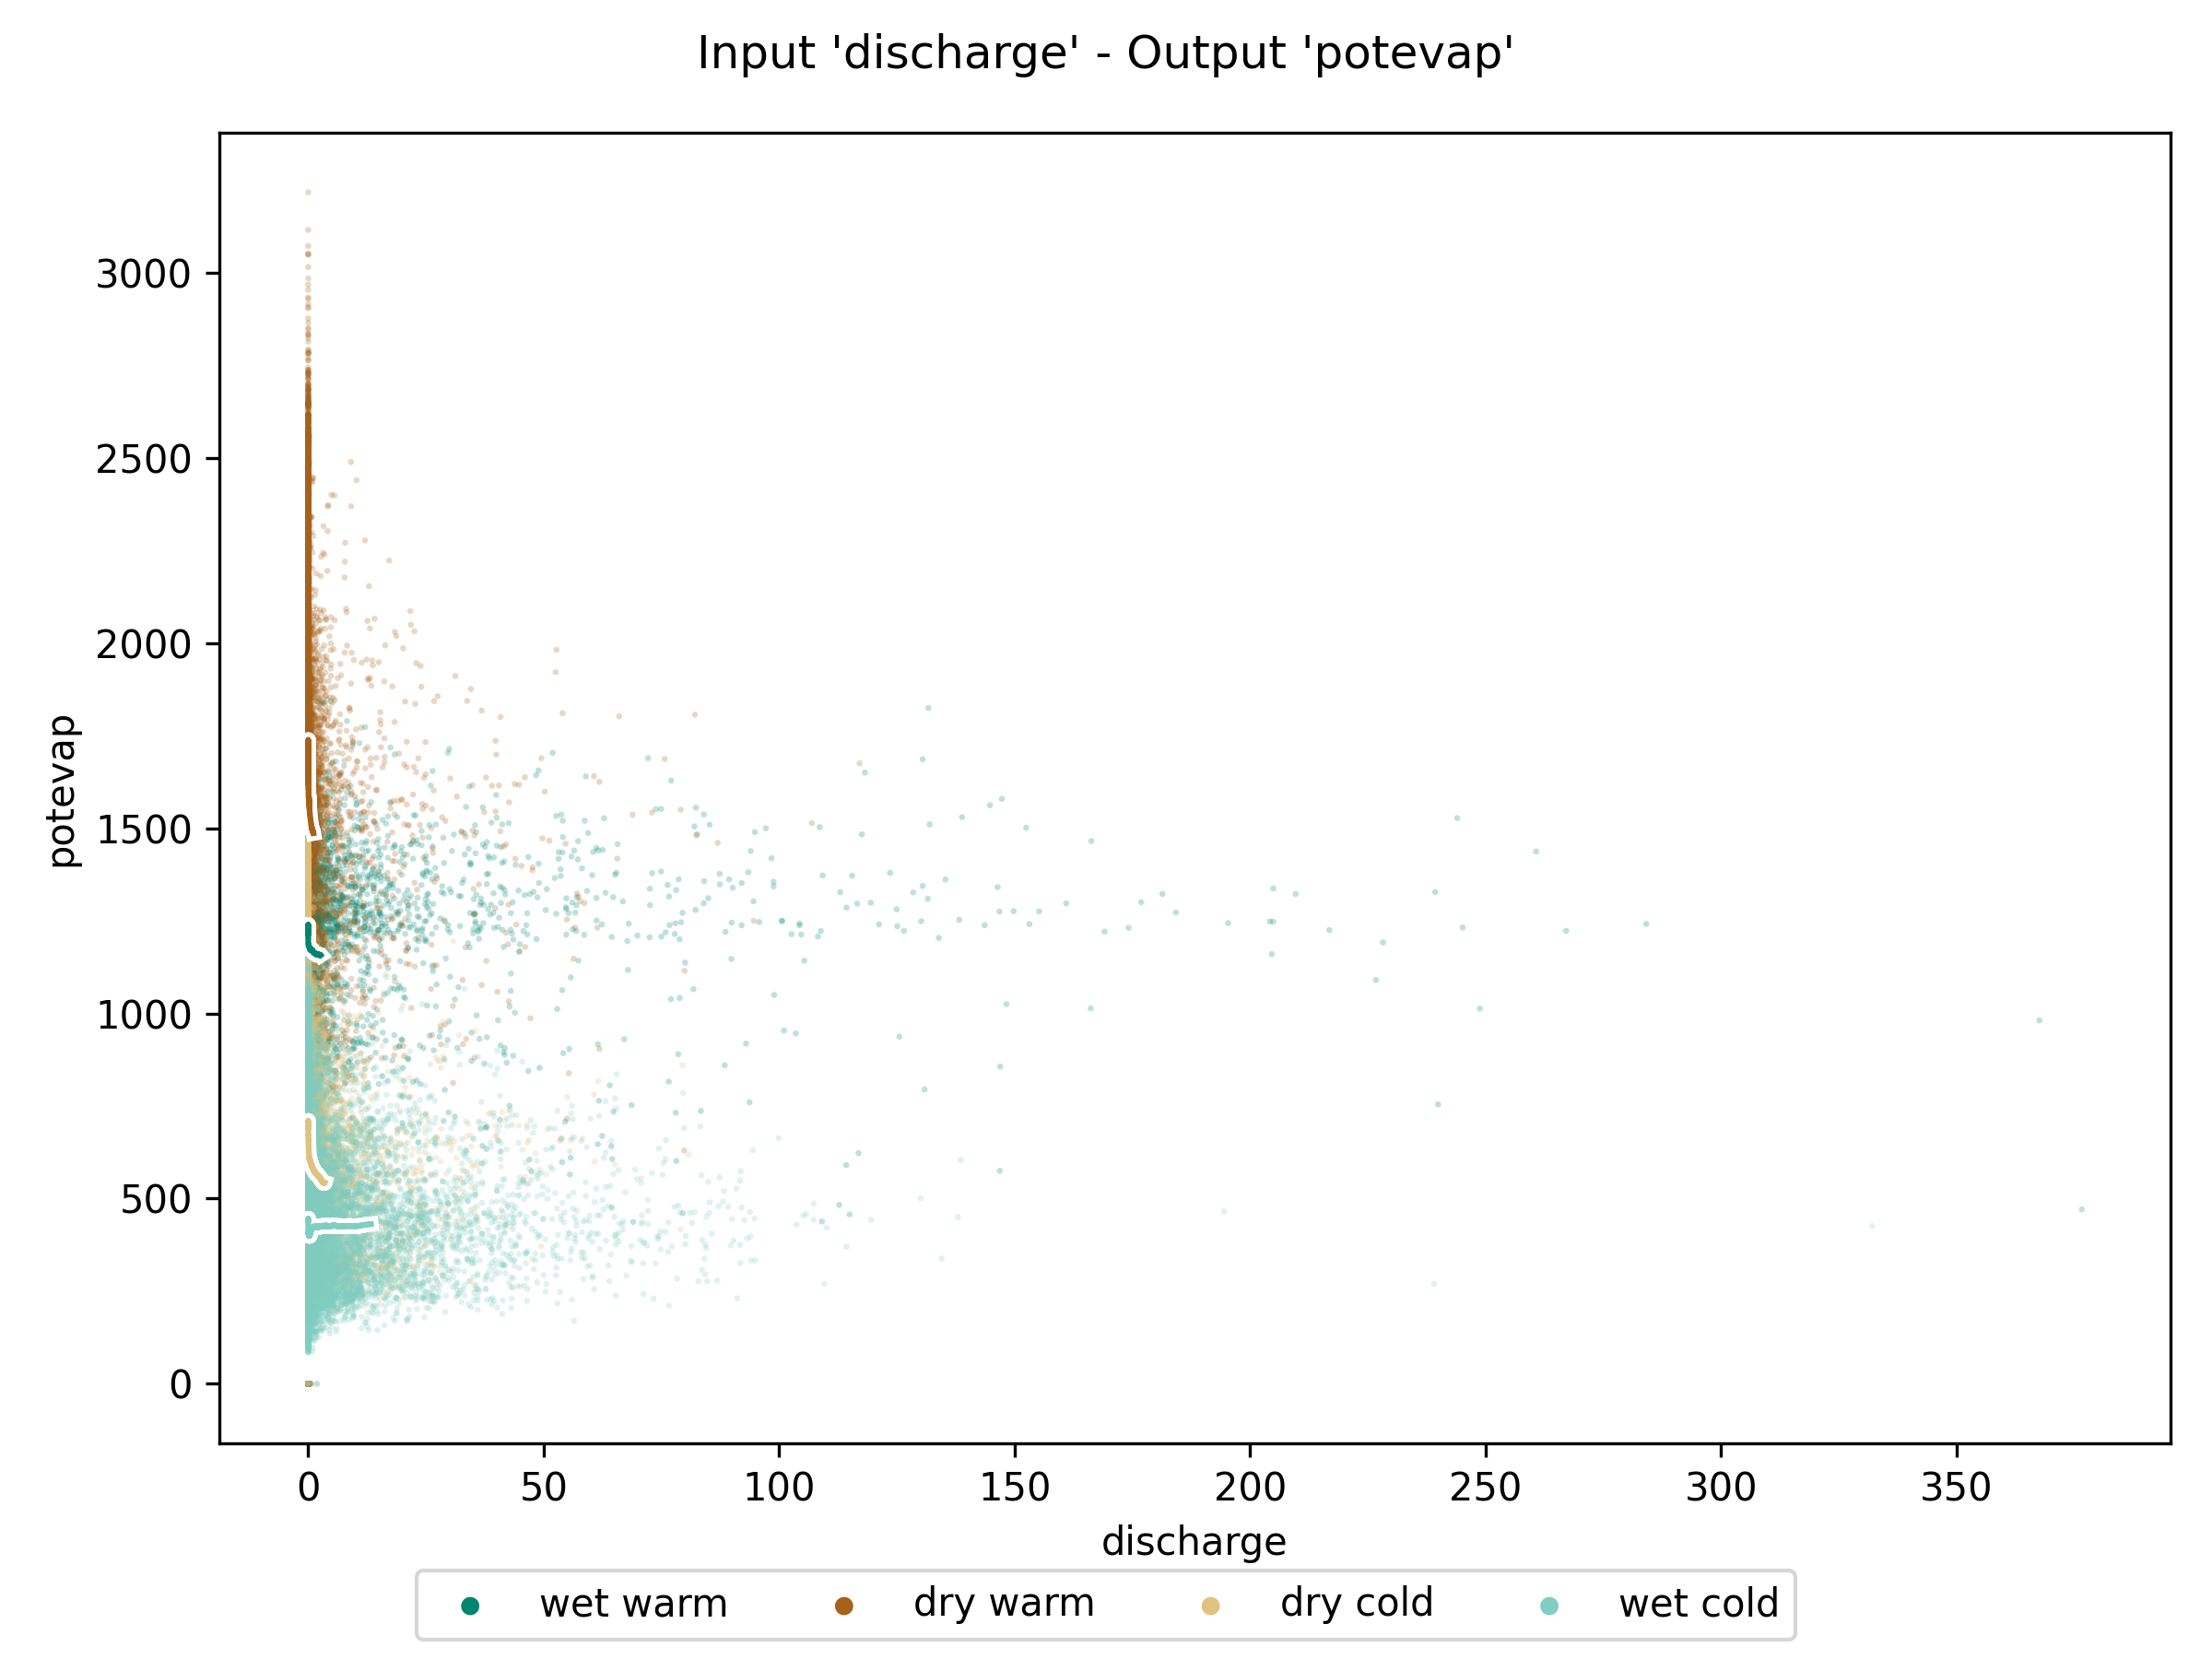 Input 'discharge' - Output 'potevap'
3000
2500
2000
1500
1000
500
0
potevap
0 50 100 150 200 250 300 350
discharge
wet warm dry warm dry cold wet cold